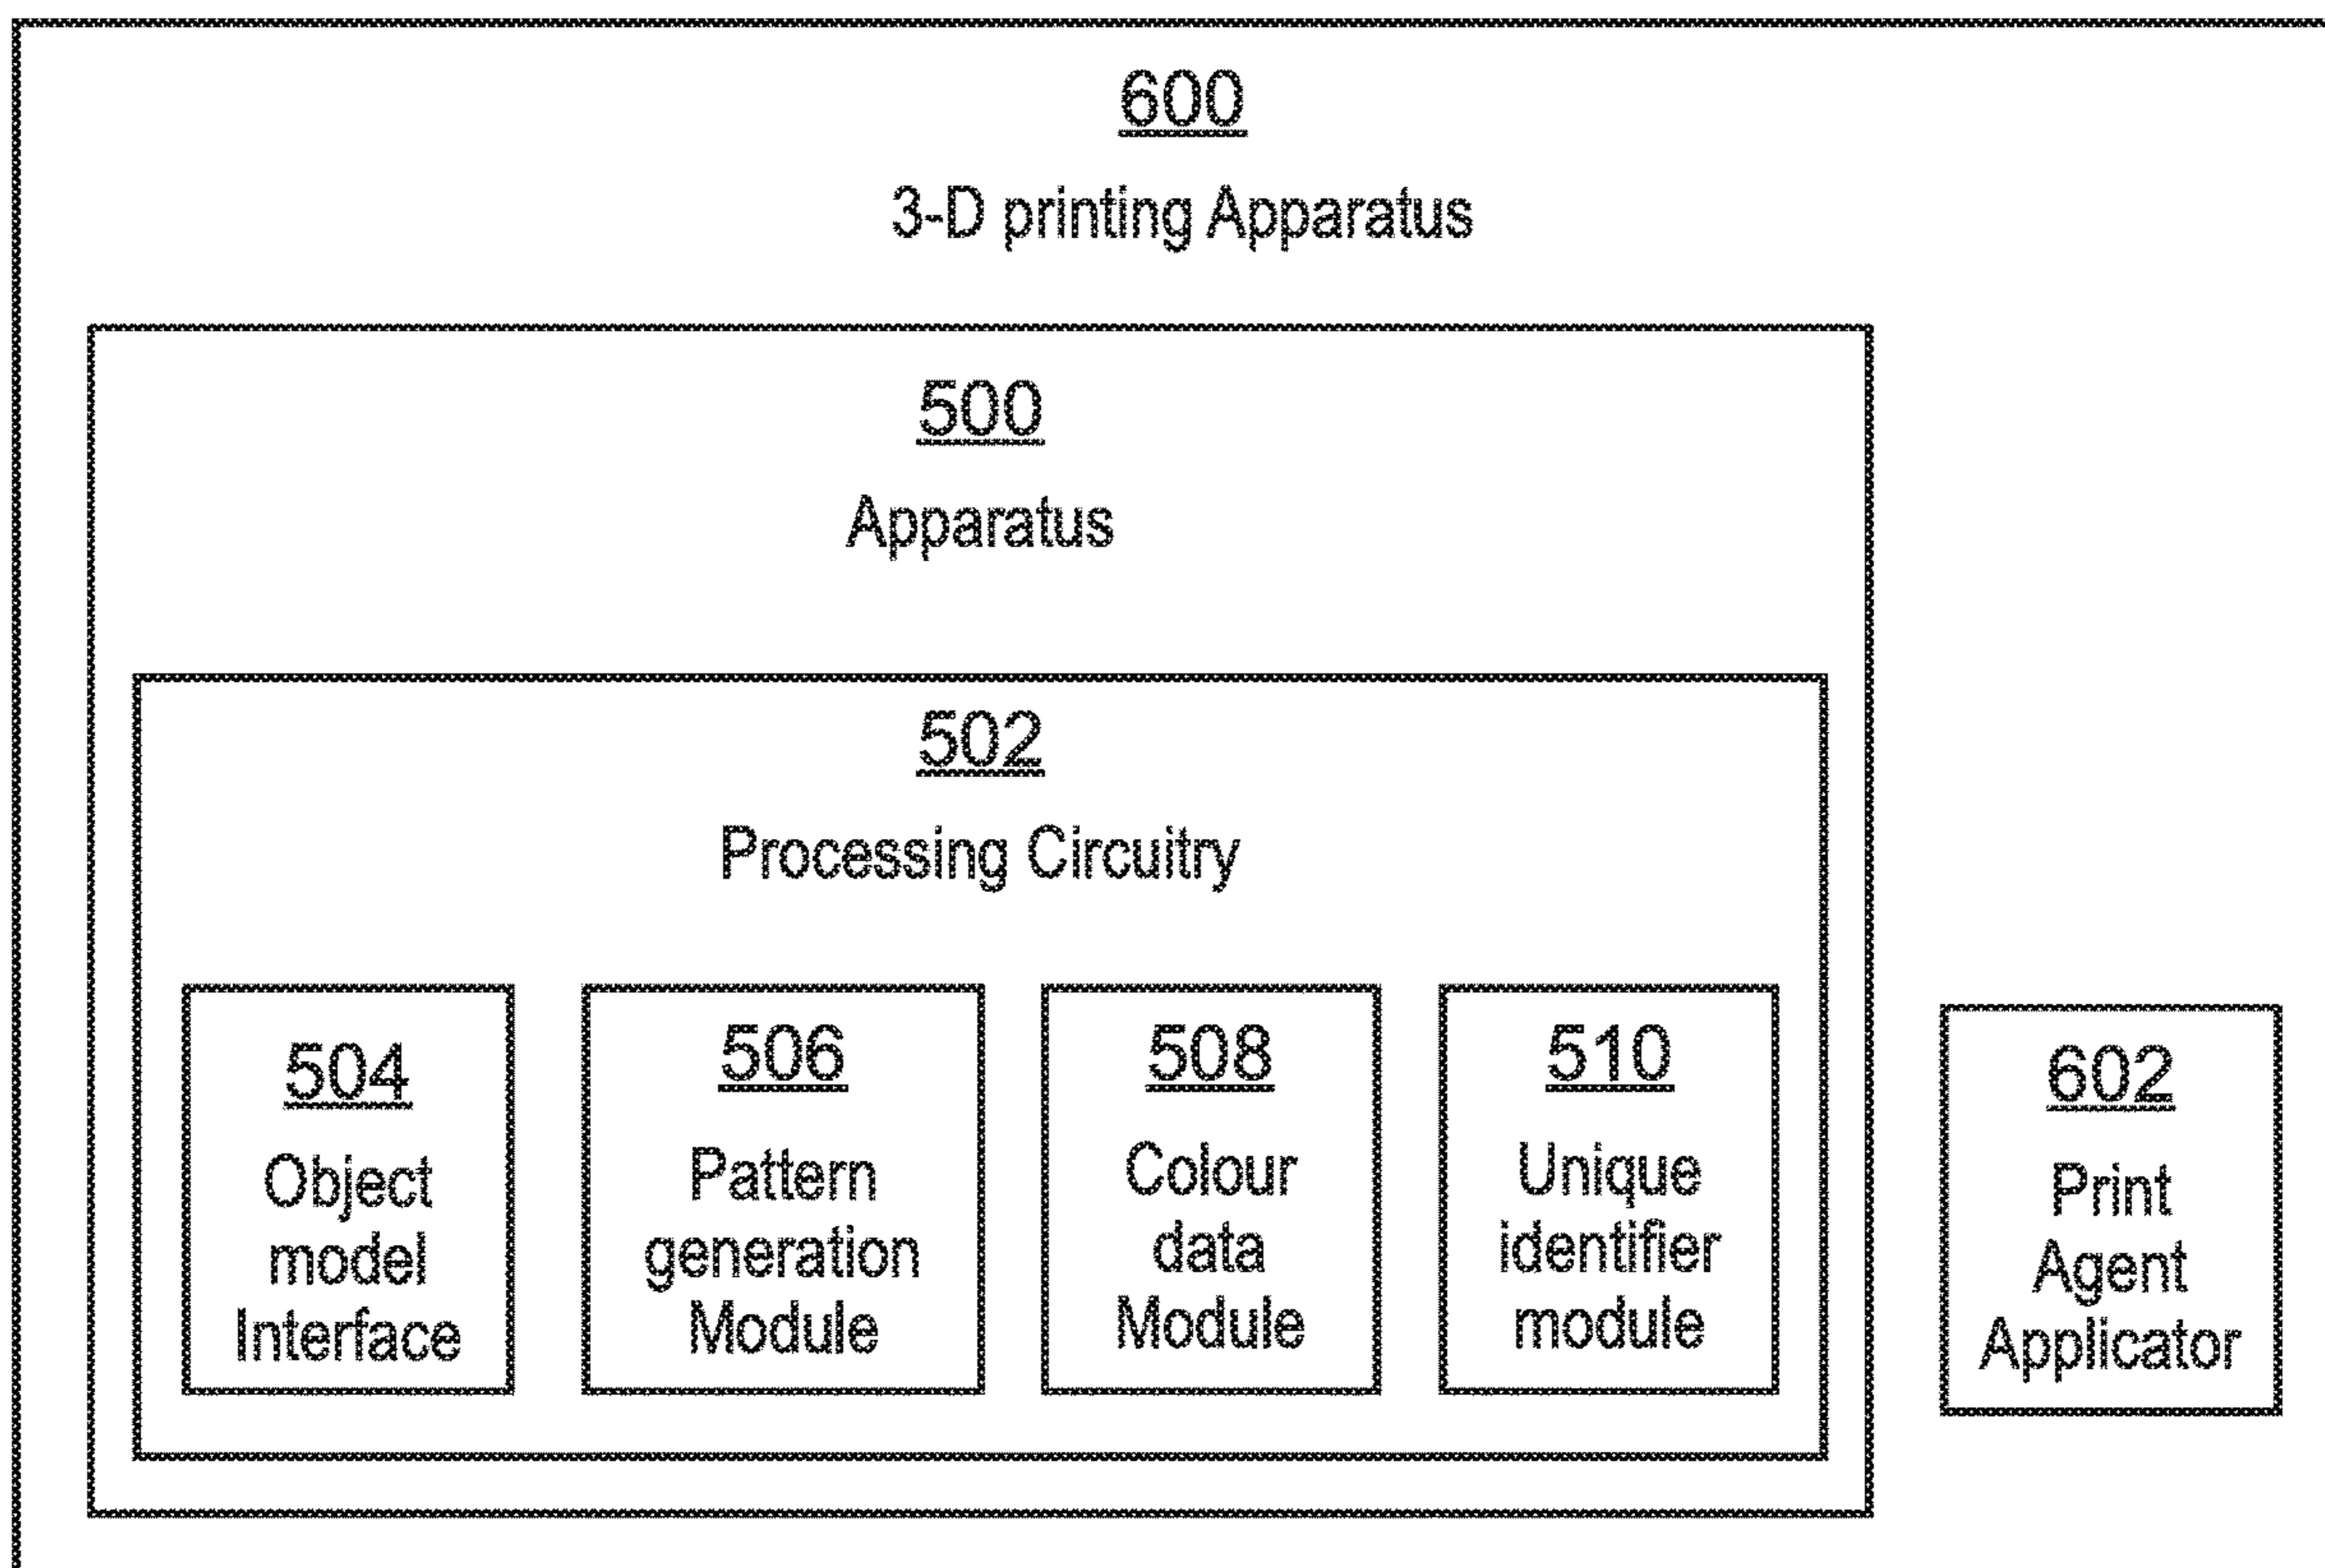 600
3-D printing Apparatus
500
Apparatus
502
Processing Circuitry
504
Object
model
Interface
506
Pattern
generation
Module
508
Colour
data
Module
510
Unique
identifier
module
602
Print
Agent
Applicator